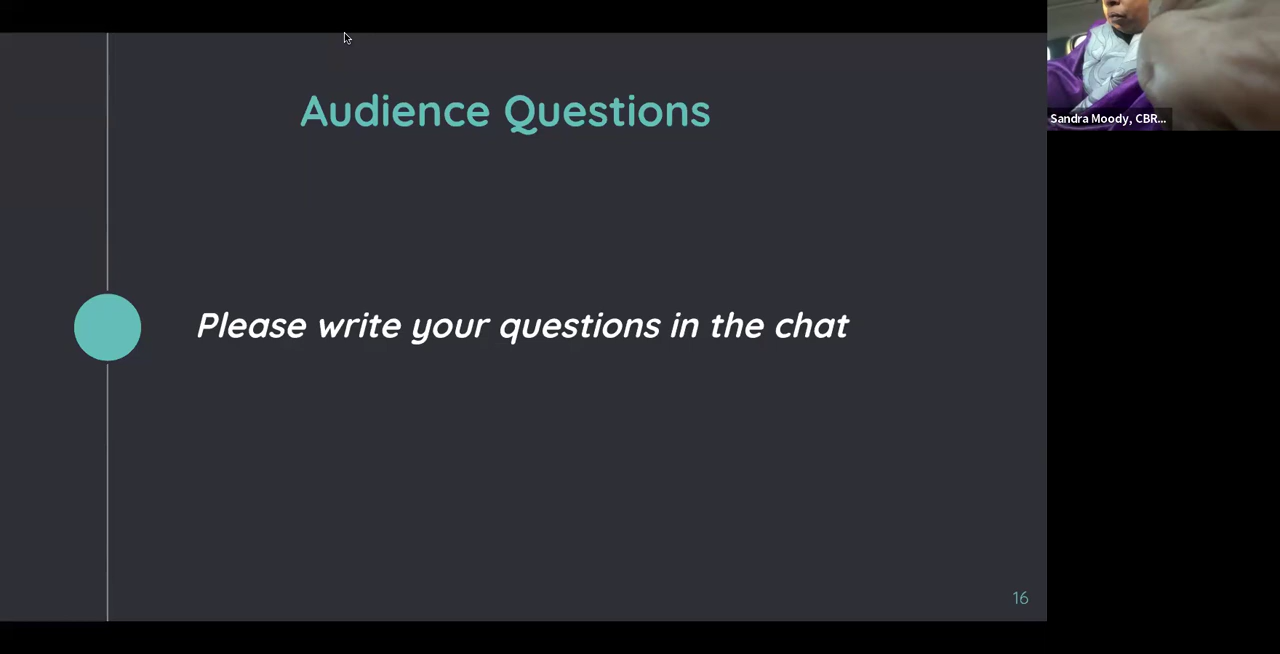 Audience Questions
Please write your questions in the chat
Sandra Moody, CBR...
16